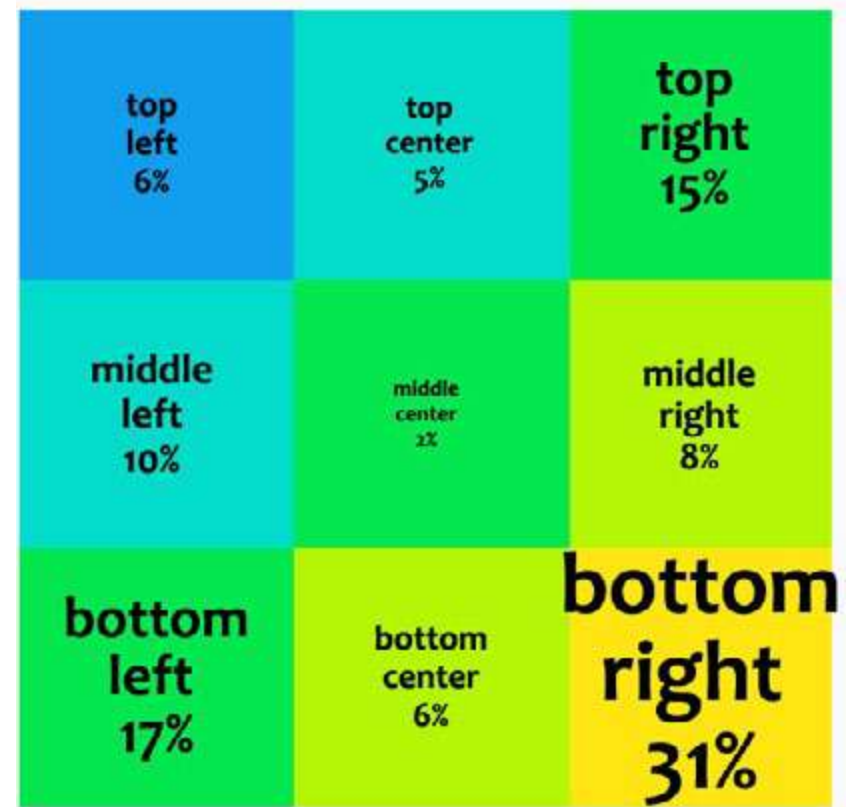 top
left
6%
top
center
5%
top
right
15%
middle
left
10%
middle
center
2%
middle
right
8%
bottom
left
17%
bottom
center
6%
bottom
right
31%